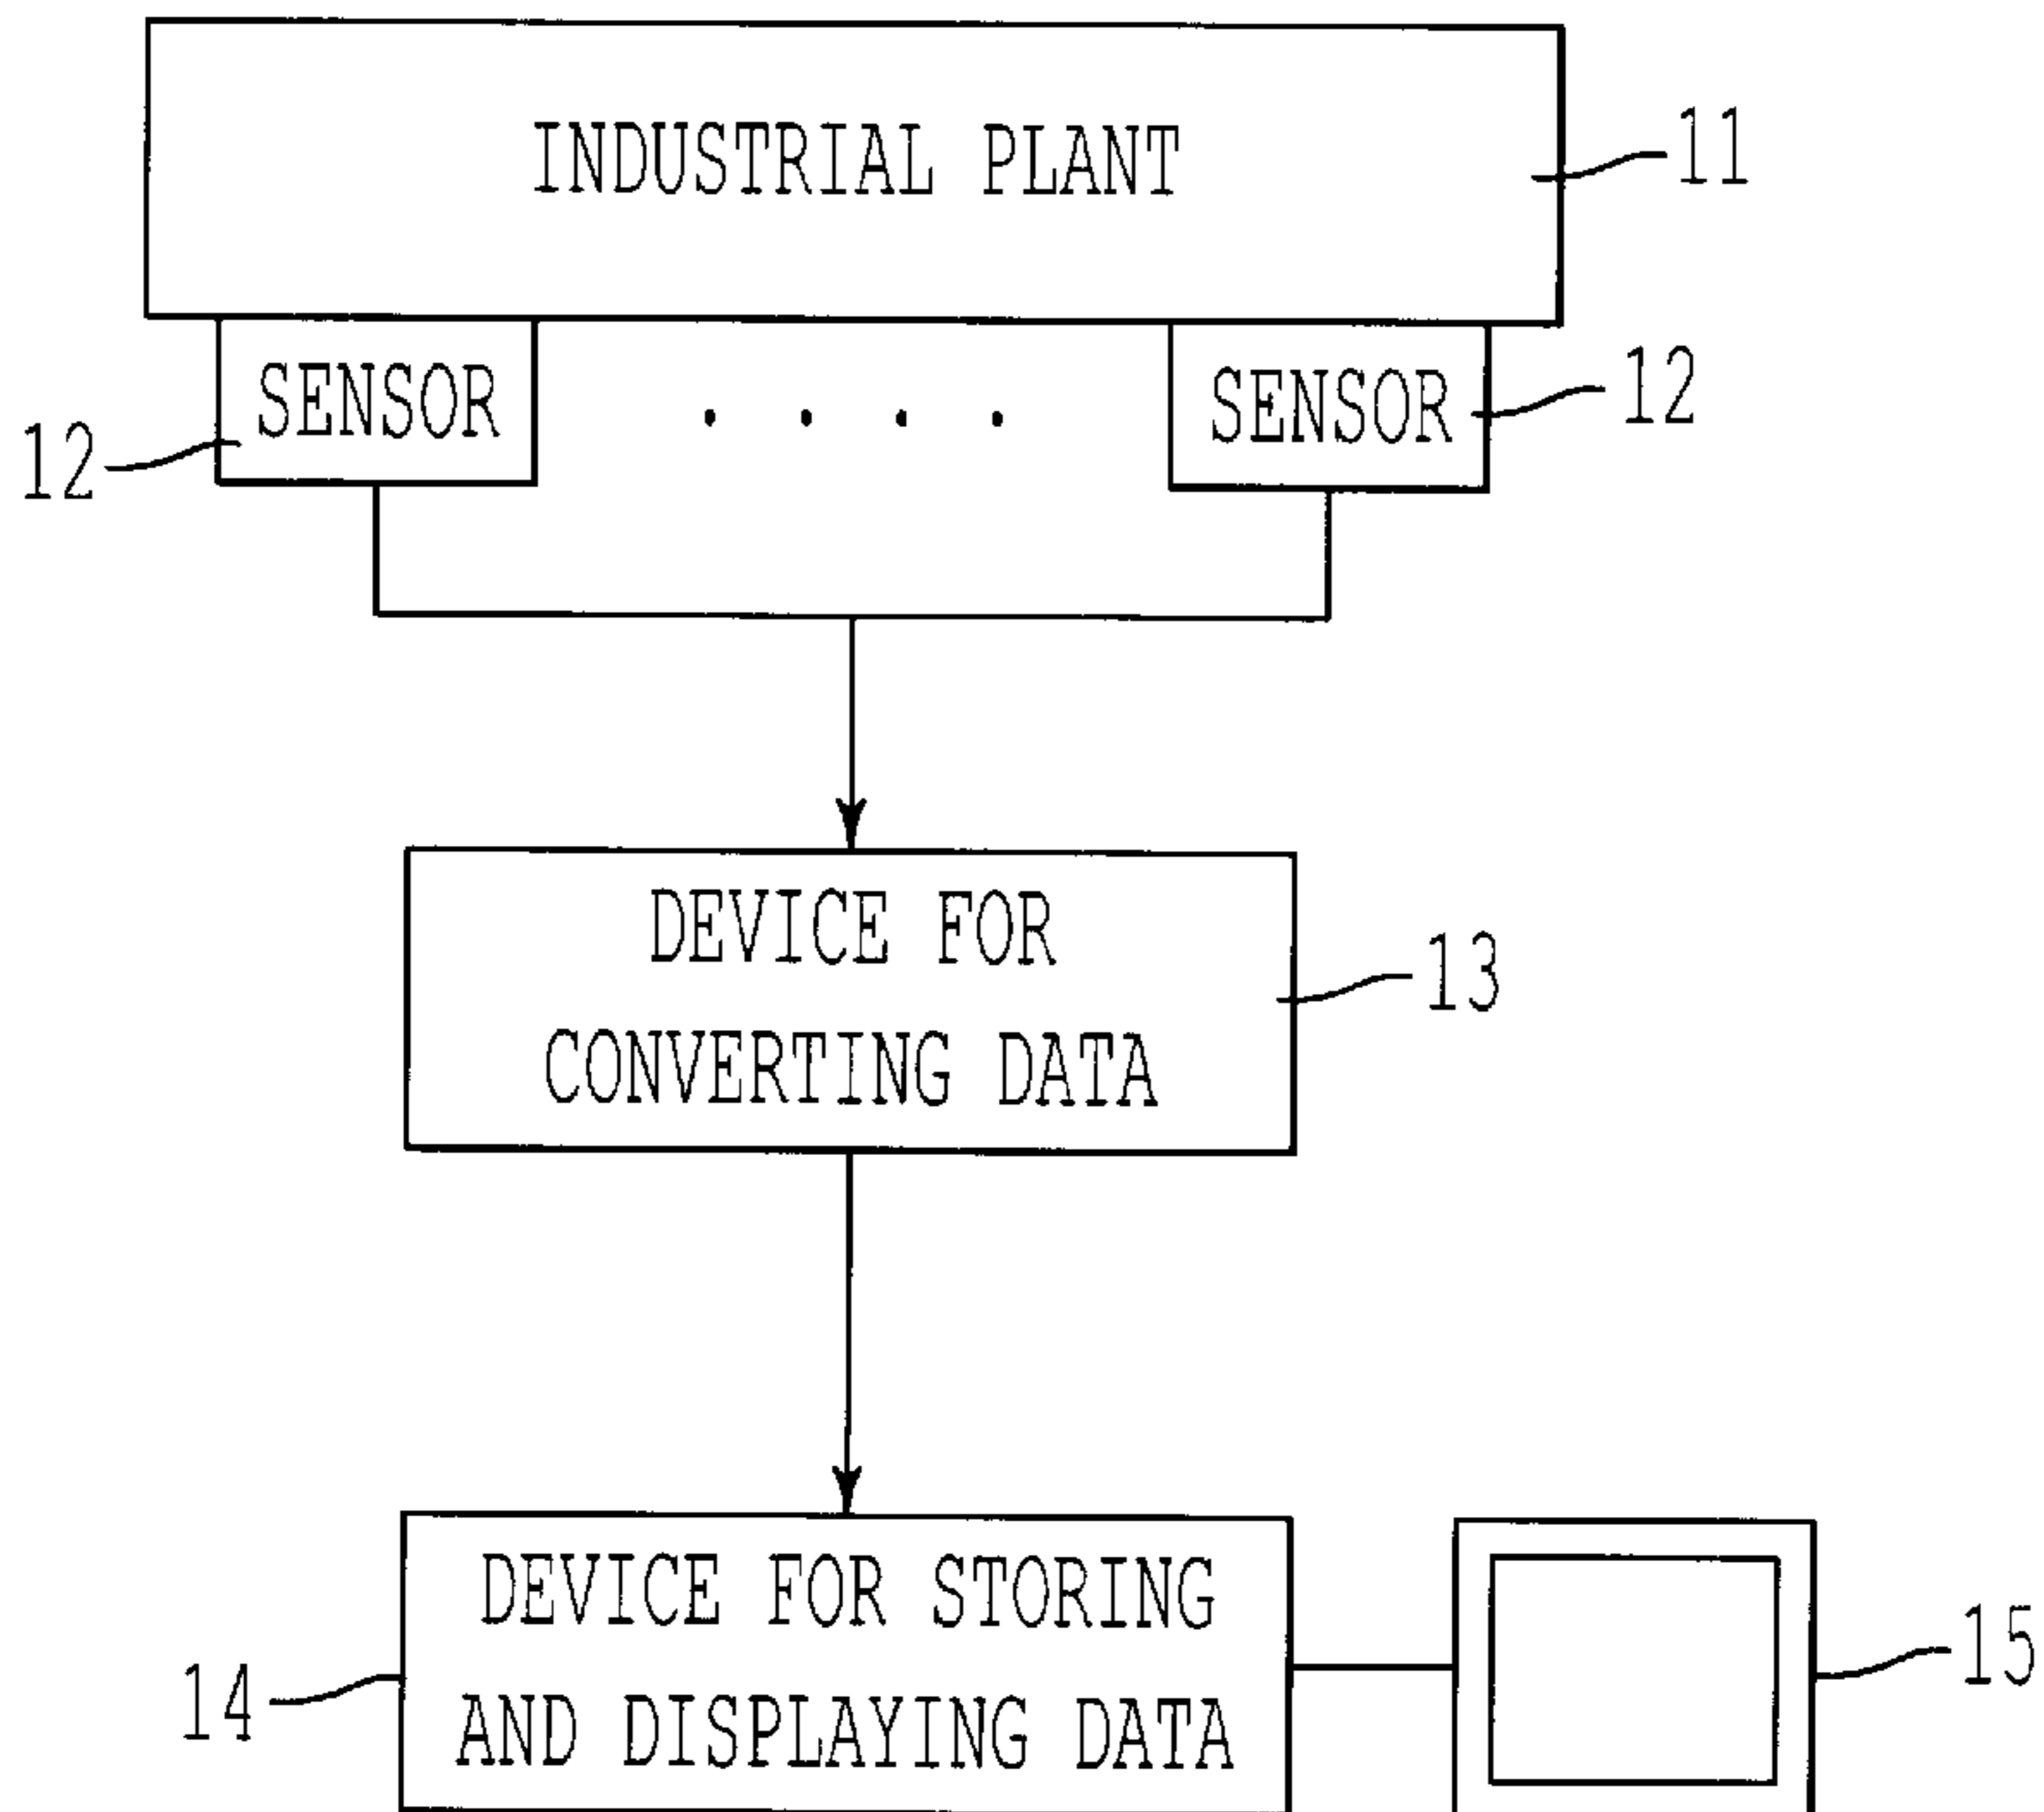 INDUSTRIAL PLANT
11
SENSOR
SENSOR
12
12
DEVICE FOR
CONVERTING DATA
13
DEVICE FOR STORING
AND DISPLAYING DATA
14
15